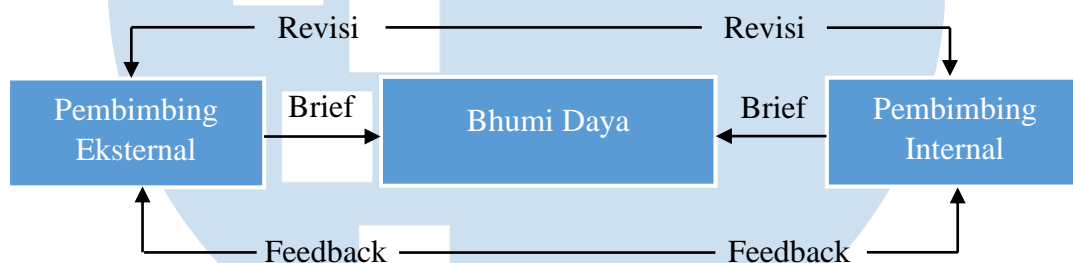 Revisi Revisi
Pembimbing
Eksternal
Brief
Bhumi Daya
Brief
Pembimbing
Internal
Feedback Feedback